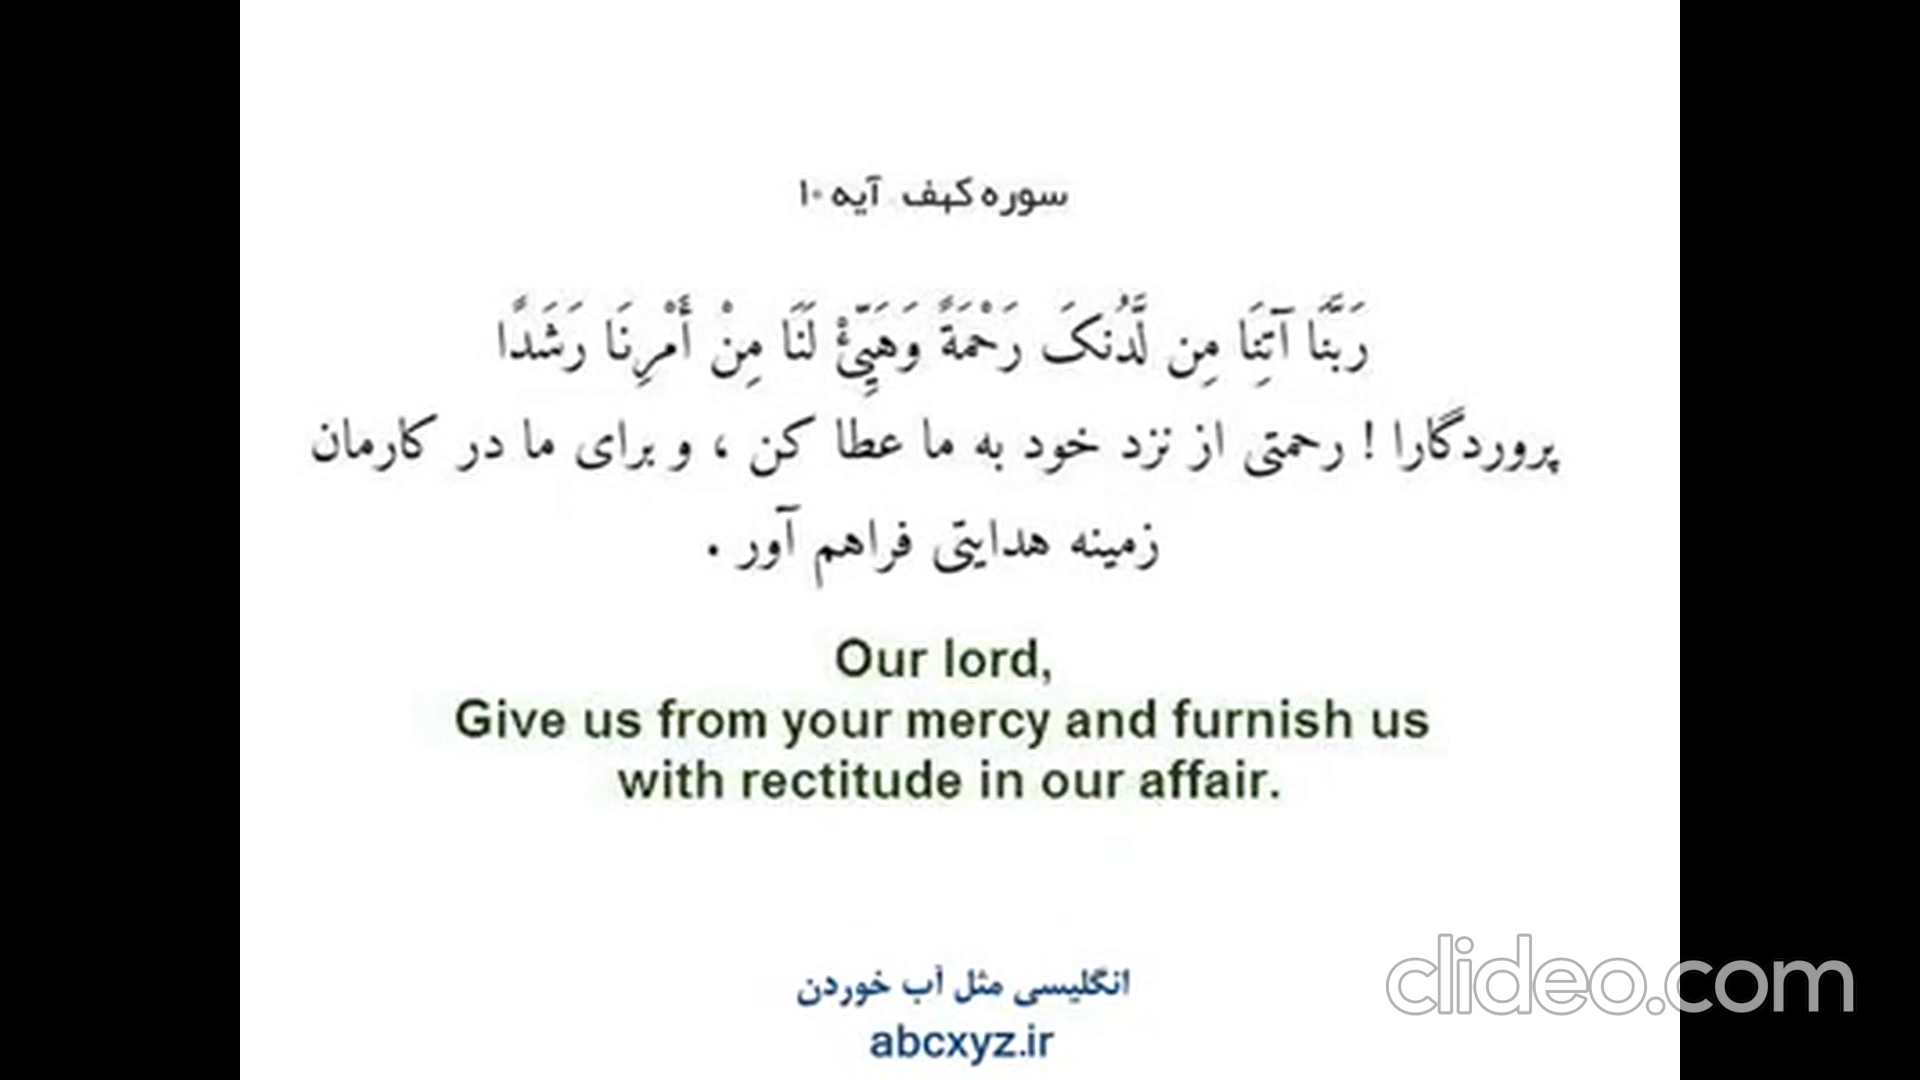 سوره کهف آیه ۱۰
رَبَّنَا آتِنَا مِن لَّدُنکَ رَحْمَةً وَهَيِّئْ لَنَا مِنْ أَمْرِنَا رَشَدًا
پروردگارا ! رحمتی از نزد خود به ما عطا کن ، و برای ما در کارمان
زمینه هدایتی فراهم آور .
Our lord,
Give us from your mercy and furnish us
with rectitude in our affair.
انگلیسی مثل آب خوردن
abcxyz.ir
clideo.com